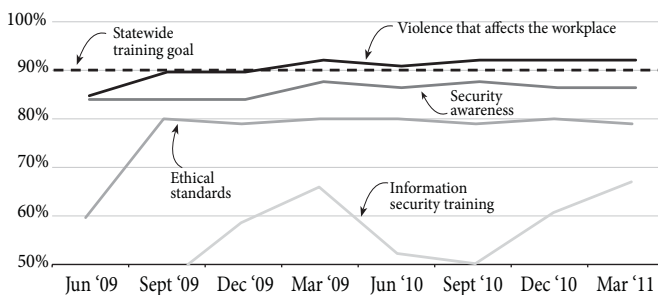 100%
90%
80%
70%
60%
50%
Statewide
training goal
Violence that affects the workplace
Security
awareness
Ethical
standards
Information
security training
Jun ‘09 Sept ‘09 Dec ‘09 Mar ‘09 Jun ‘10 Sept ‘10 Dec ‘10 Mar ‘11